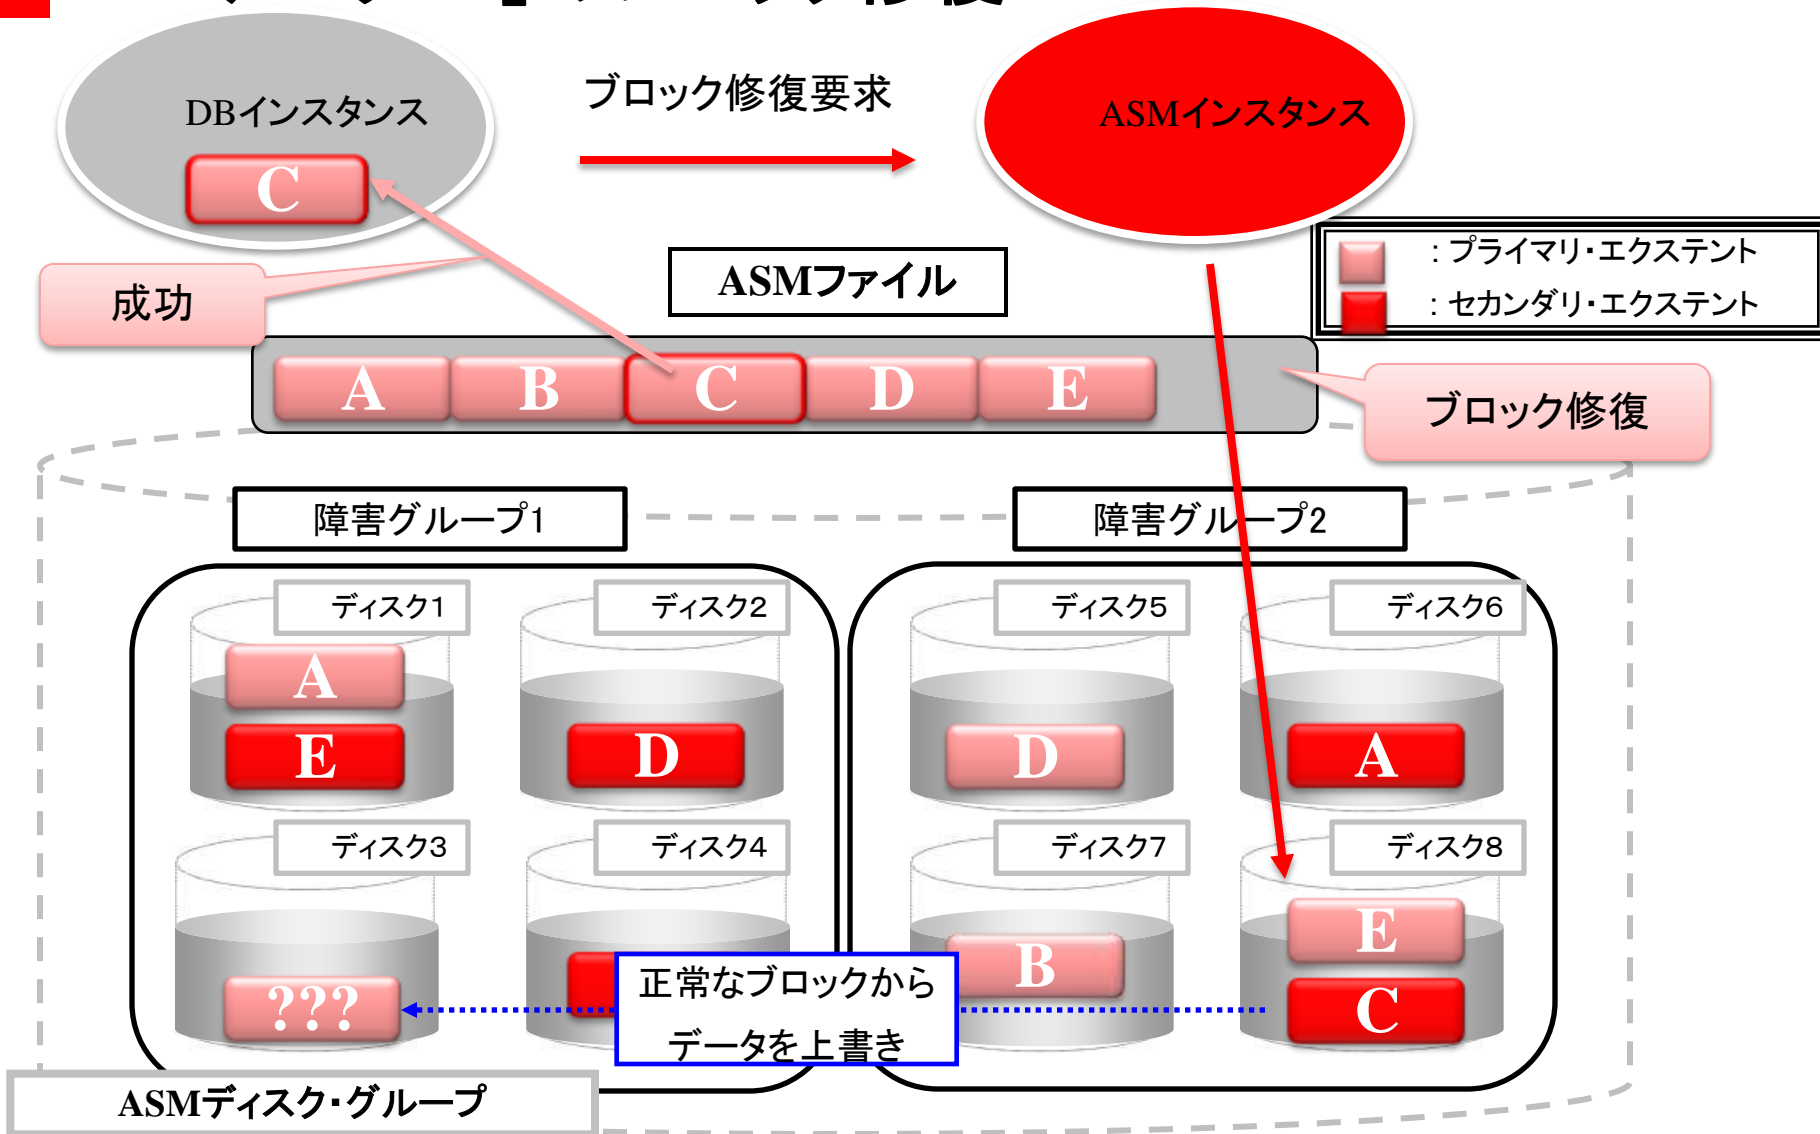 DBインスタンス
C
ブロック修復要求
ASMインスタンス
成功
ASMファイル
: プライマリ・エクステント
: セカンダリ・エクステント
A B C D E
ブロック修復
障害グループ1
障害グループ2
ディスク1
ディスク2
ディスク5
ディスク6
A
E
D
D
A
ディスク3
ディスク4
ディスク7
ディスク8
???
B
E
C
正常なブロックから
データを上書き
ASMディスク・グループ